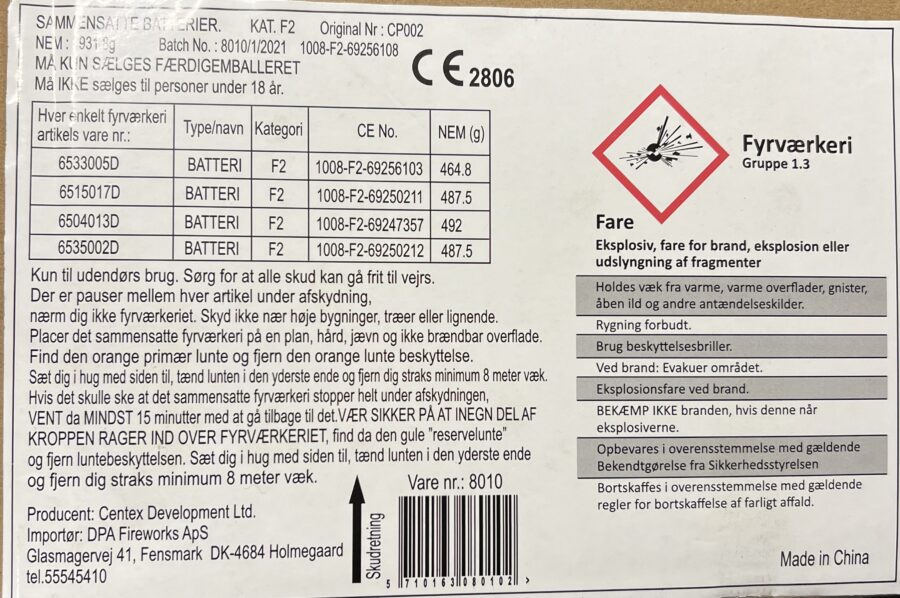 SAMMENSATTE BATTERIER. KAT. F2 Original Nr : CP002
NEM : 1931.8g Batch No. : 8010/1/2021 1008-F2-69256108
MÅ KUN SÆLGES FÆRDIGEMBALLERET
Må IKKE sælges til personer under 18 år.
CE 2806
Hver enkelt fyrværkeri artikels vare nr.: Type/navn Kategori CE No. NEM (g)
6533005D BATTERI F2 1008-F2-69256103 464.8
6515017D BATTERI F2 1008-F2-69250211 487.5
6504013D BATTERI F2 1008-F2-69247357 492
6535002D BATTERI F2 1008-F2-69250212 487.5
Kun til udendørs brug. Sørg for at alle skud kan gå frit til vejrs.
Der er pauser mellem hver artikel under afskydning,
nærm dig ikke fyrværkeriet. Skyd ikke nær høje bygninger, træer eller lignende.
Placer det sammensatte fyrværkeri på en plan, hård, jævn og ikke brændbar overflade.
Find den orange primær lunte og fjern den orange lunte beskyttelse.
Sæt dig i hug med siden til, tænd lunten i den yderste ende og fjern dig straks minimum 8 meter væk.
Hvis det skulle ske at det sammensatte fyrværkeri stopper helt under afskydningen,
VENT da MINDST 15 minutter med at gå tilbage til det.VÆR SIKKER PÅ AT INEGN DEL AF
KROPPEN RAGER IND OVER FYRVÆRKERIET, find da den gule "reservelunte"
og fjern luntebeskyttelsen. Sæt dig i hug med siden til, tænd lunten i den yderste ende
og fjern dig straks minimum 8 meter væk.
Producent: Centex Development Ltd.
Importør: DPA Fireworks ApS
Glasmagervej 41, Fensmark DK-4684 Holmegaard
tel.55545410
Skudretning
Vare nr.: 8010
5 710163 080102 >
Fyrværkeri
Gruppe 1.3
Fare
Eksplosiv, fare for brand, eksplosion eller
udslyngning af fragmenter
Holdes væk fra varme, varme overflader, gnister,
åben ild og andre antændelseskilder.
Rygning forbudt.
Brug beskyttelsesbriller.
Ved brand: Evakuer området.
Eksplosionsfare ved brand.
BEKÆMP IKKE branden, hvis denne når
eksplosiverne.
Opbevares i overensstemmelse med gældende
Bekendtgørelse fra Sikkerhedsstyrelsen
Bortskaffes i overensstemmelse med gældende
regler for bortskaffelse af farligt affald.
Made in China